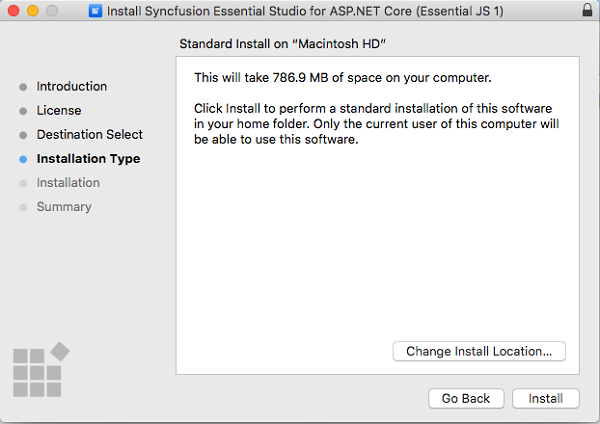 Install Syncfusion Essential Studio for ASP.NET Core (Essential JS 1)
Standard Install on “Macintosh HD”
Introduction
License
Destination Select
Installation Type
Installation
Summary
This will take 786.9 MB of space on your computer.
Click Install to perform a standard installation of this software
in your home folder. Only the current user of this computer will
be able to use this software.
Change Install Location...
Go Back
Install